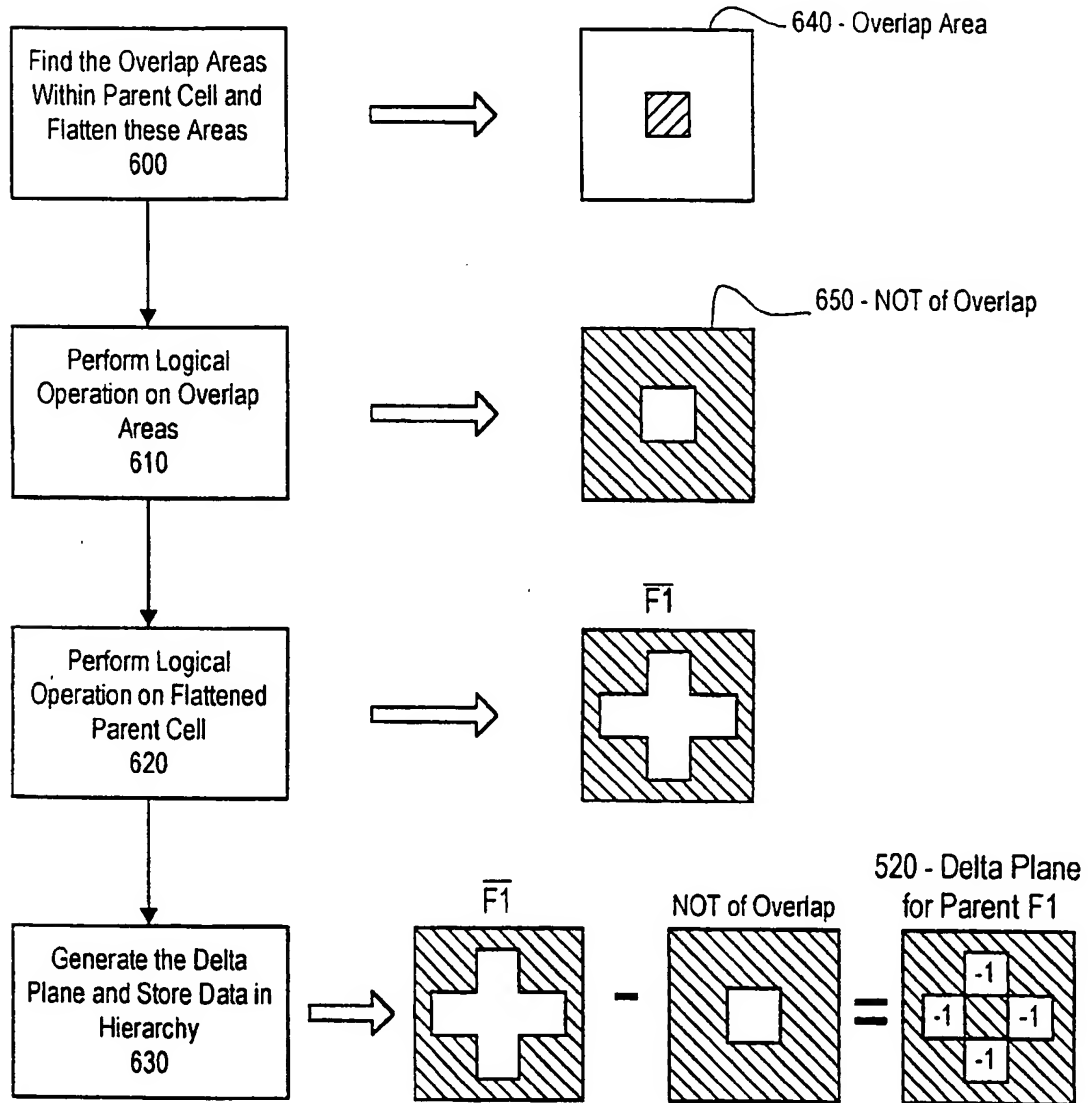 Find the Overlap Areas
Within Parent Cell and
Flatten these Areas
600
640 - Overlap Area
Perform Logical
Operation on Overlap
Areas
610
650 - NOT of Overlap
Perform Logical
Operation on Flattened
Parent Cell
620
F1
Generate the Delta
Plane and Store Data in
Hierarchy
630
F1
-
NOT of Overlap
=
520 - Delta Plane
for Parent F1
-1
-1
-1
-1